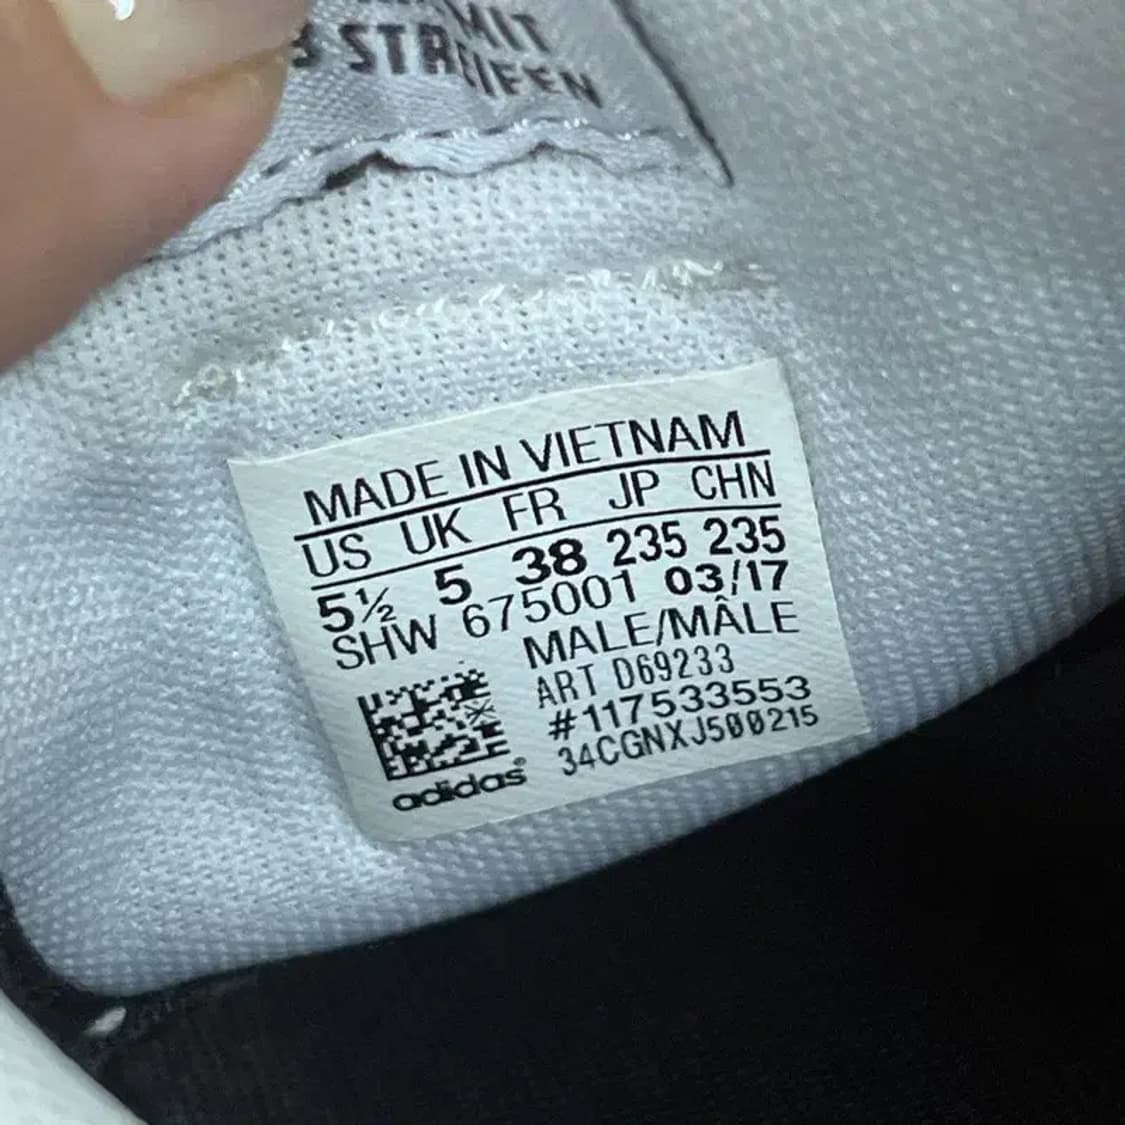 MIT
3 STREIFEN
MADE IN VIETNAM
US UK FR JP CHN
5½ 5 38 235 235
SHW 675001 03/17
MALE/MÂLE
ART D69233
#117533553
34CGNXJ500215
adidas®